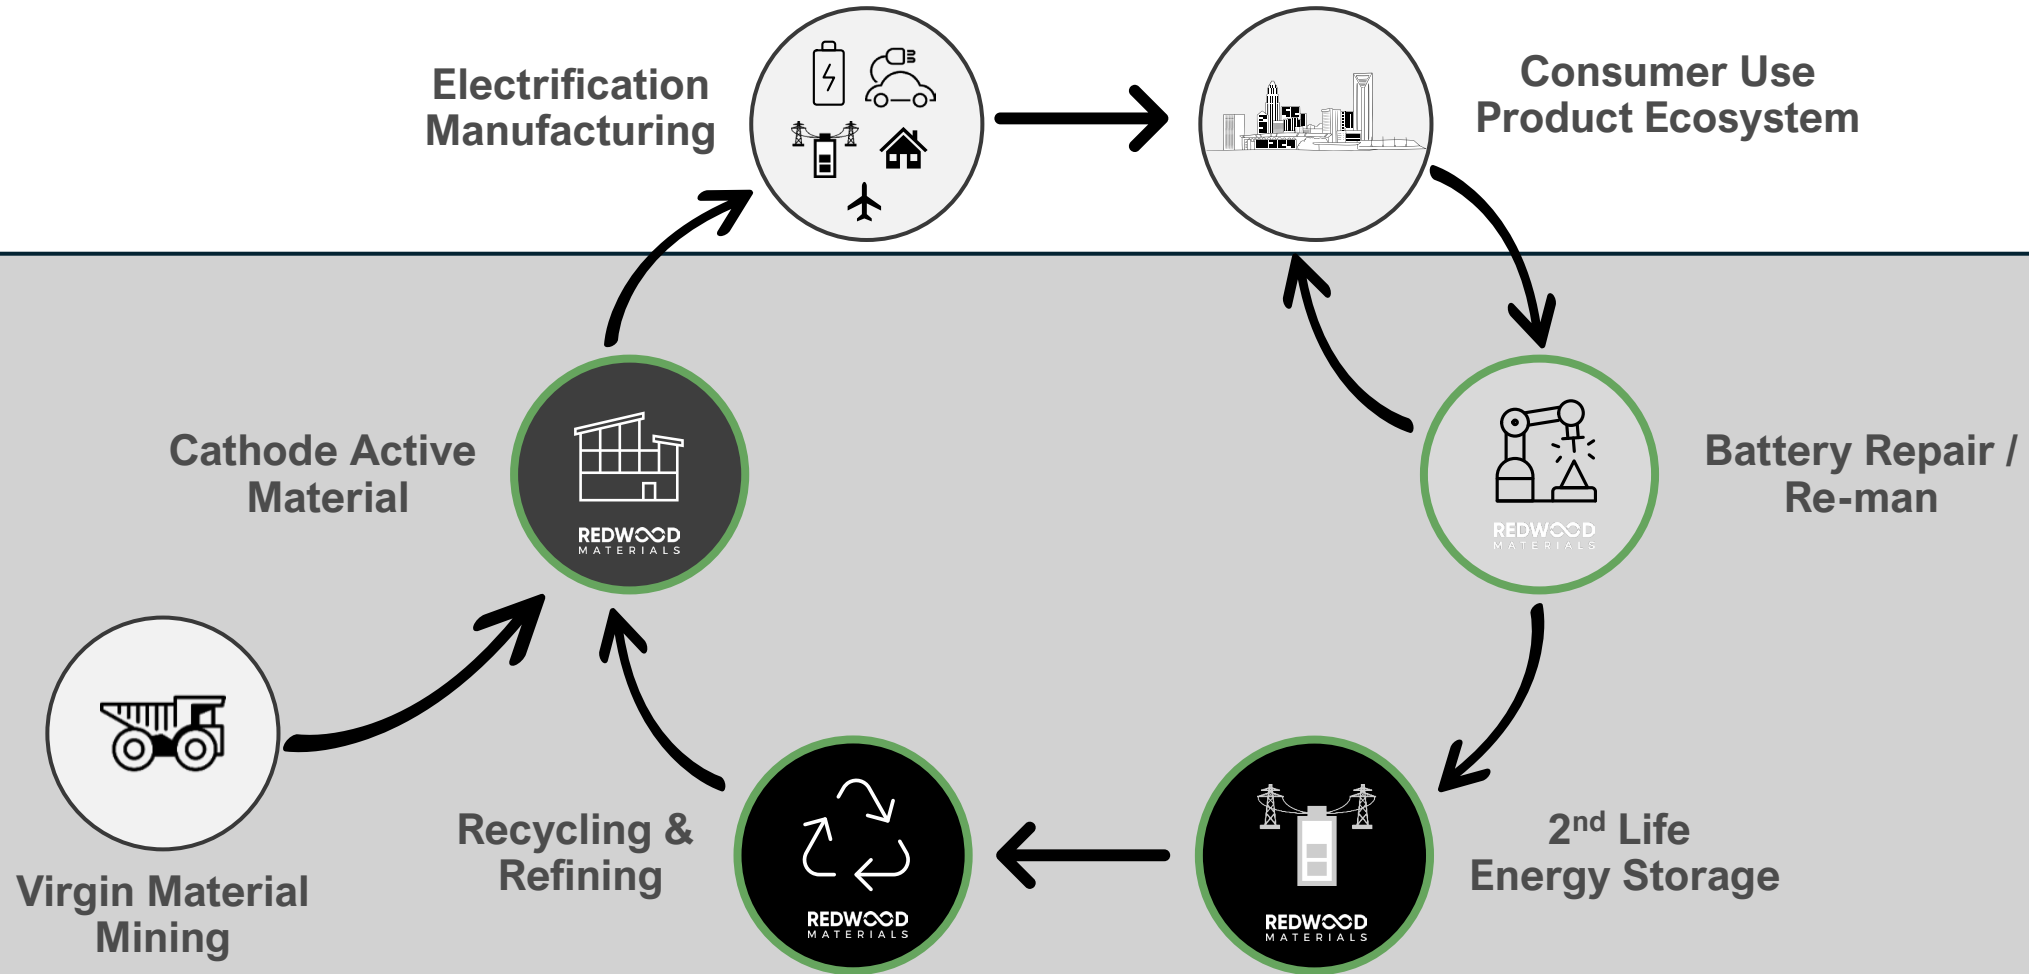 Electrification
Manufacturing
Consumer Use
Product Ecosystem
Cathode Active
Material
REDWOOD
MATERIALS
Battery Repair /
Re-man
REDWOOD
MATERIALS
Virgin Material
Mining
Recycling &
Refining
REDWOOD
MATERIALS
2nd Life
Energy Storage
REDWOOD
MATERIALS